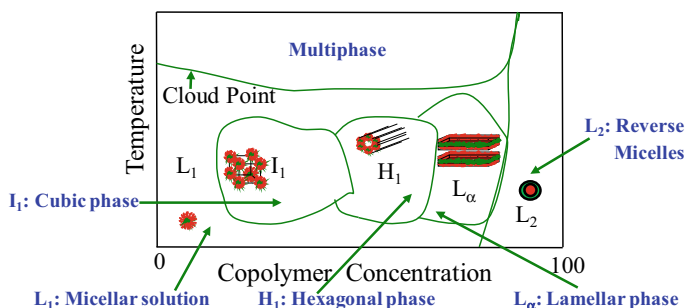 Multiphase
Cloud Point
Temperature
L₂: Reverse
Micelles
L₁
I₁
H₁
Lα
L₂
I₁: Cubic phase
0
Copolymer Concentration
100
L₁: Micellar solution
H₁: Hexagonal phase
Lα: Lamellar phase